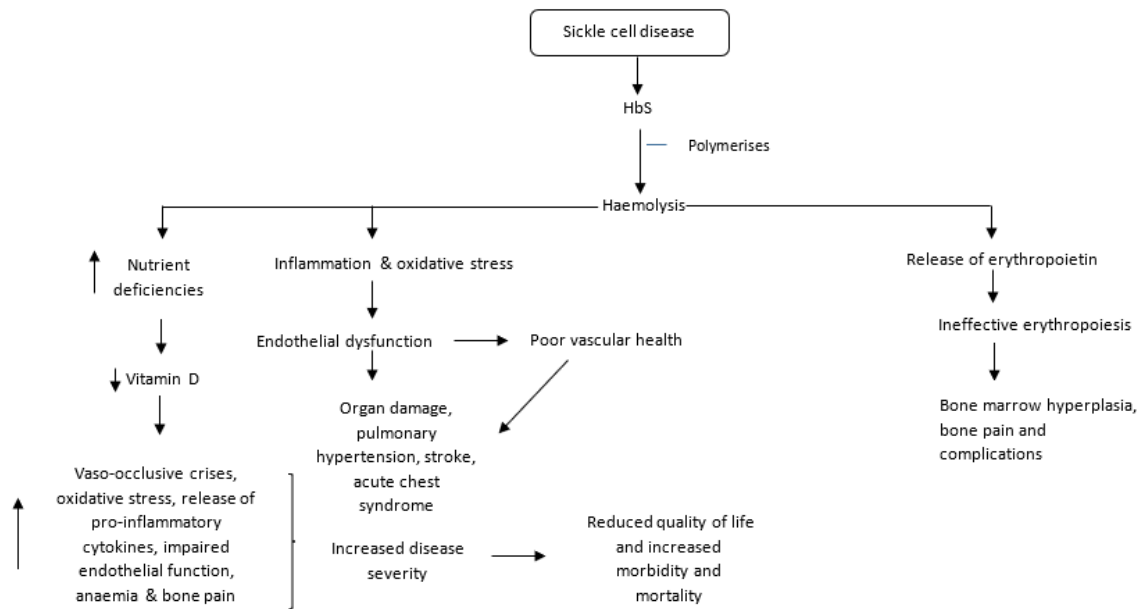 Sickle cell disease
HbS
Polymerises
Haemolysis
Nutrient
deficiencies
Vitamin D
Vaso-occlusive crises,
oxidative stress, release of
pro-inflammatory
cytokines, impaired
endothelial function,
anaemia & bone pain
Inflammation & oxidative stress
Endothelial dysfunction
Poor vascular health
Organ damage,
pulmonary
hypertension, stroke,
acute chest
syndrome
Increased disease
severity
Reduced quality of life
and increased
morbidity and
mortality
Release of erythropoietin
Ineffective erythropoiesis
Bone marrow hyperplasia,
bone pain and
complications